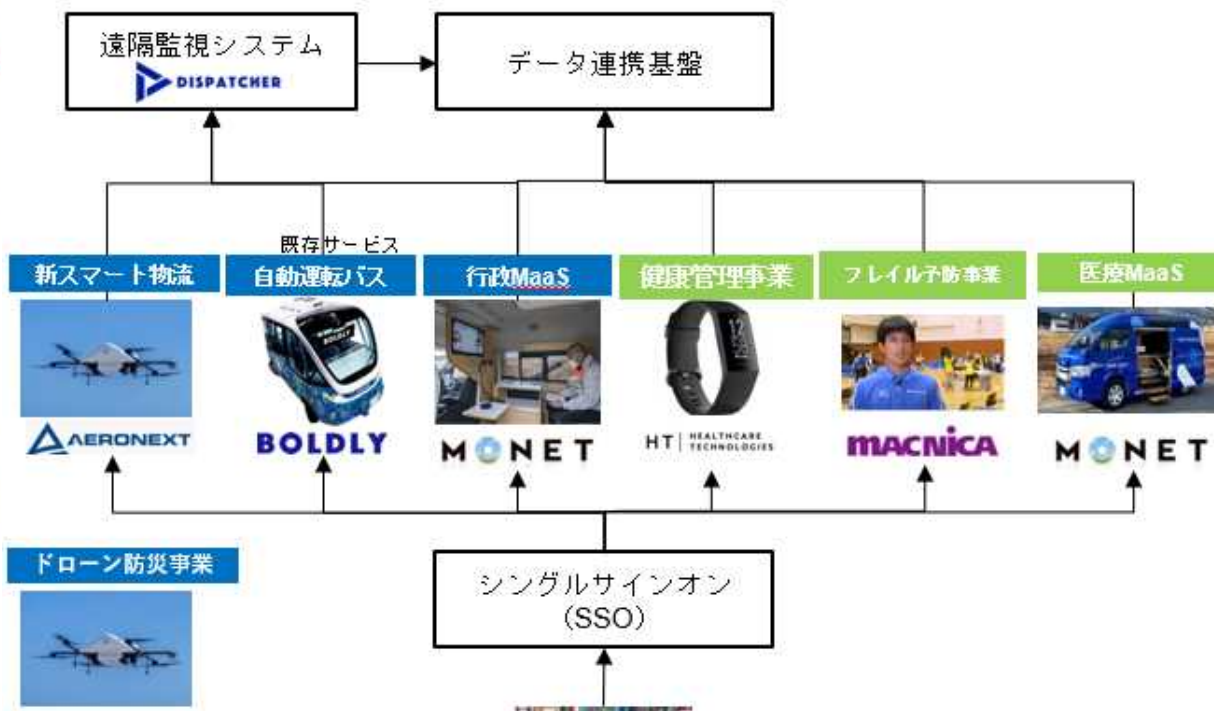 遠隔監視システム
DISPATCHER
データ連携基盤
既存サービス
新スマート物流
自動運転バス
行政MaaS
健康管理事業
フレイル予防事業
医療MaaS
BOLDLY
AERONEXT
BOLDLY
MONET
HT | HEALTHCARE TECHNOLOGIES
MACNICA
MONET
ドローン防災事業
シングルサインオン
(SSO)